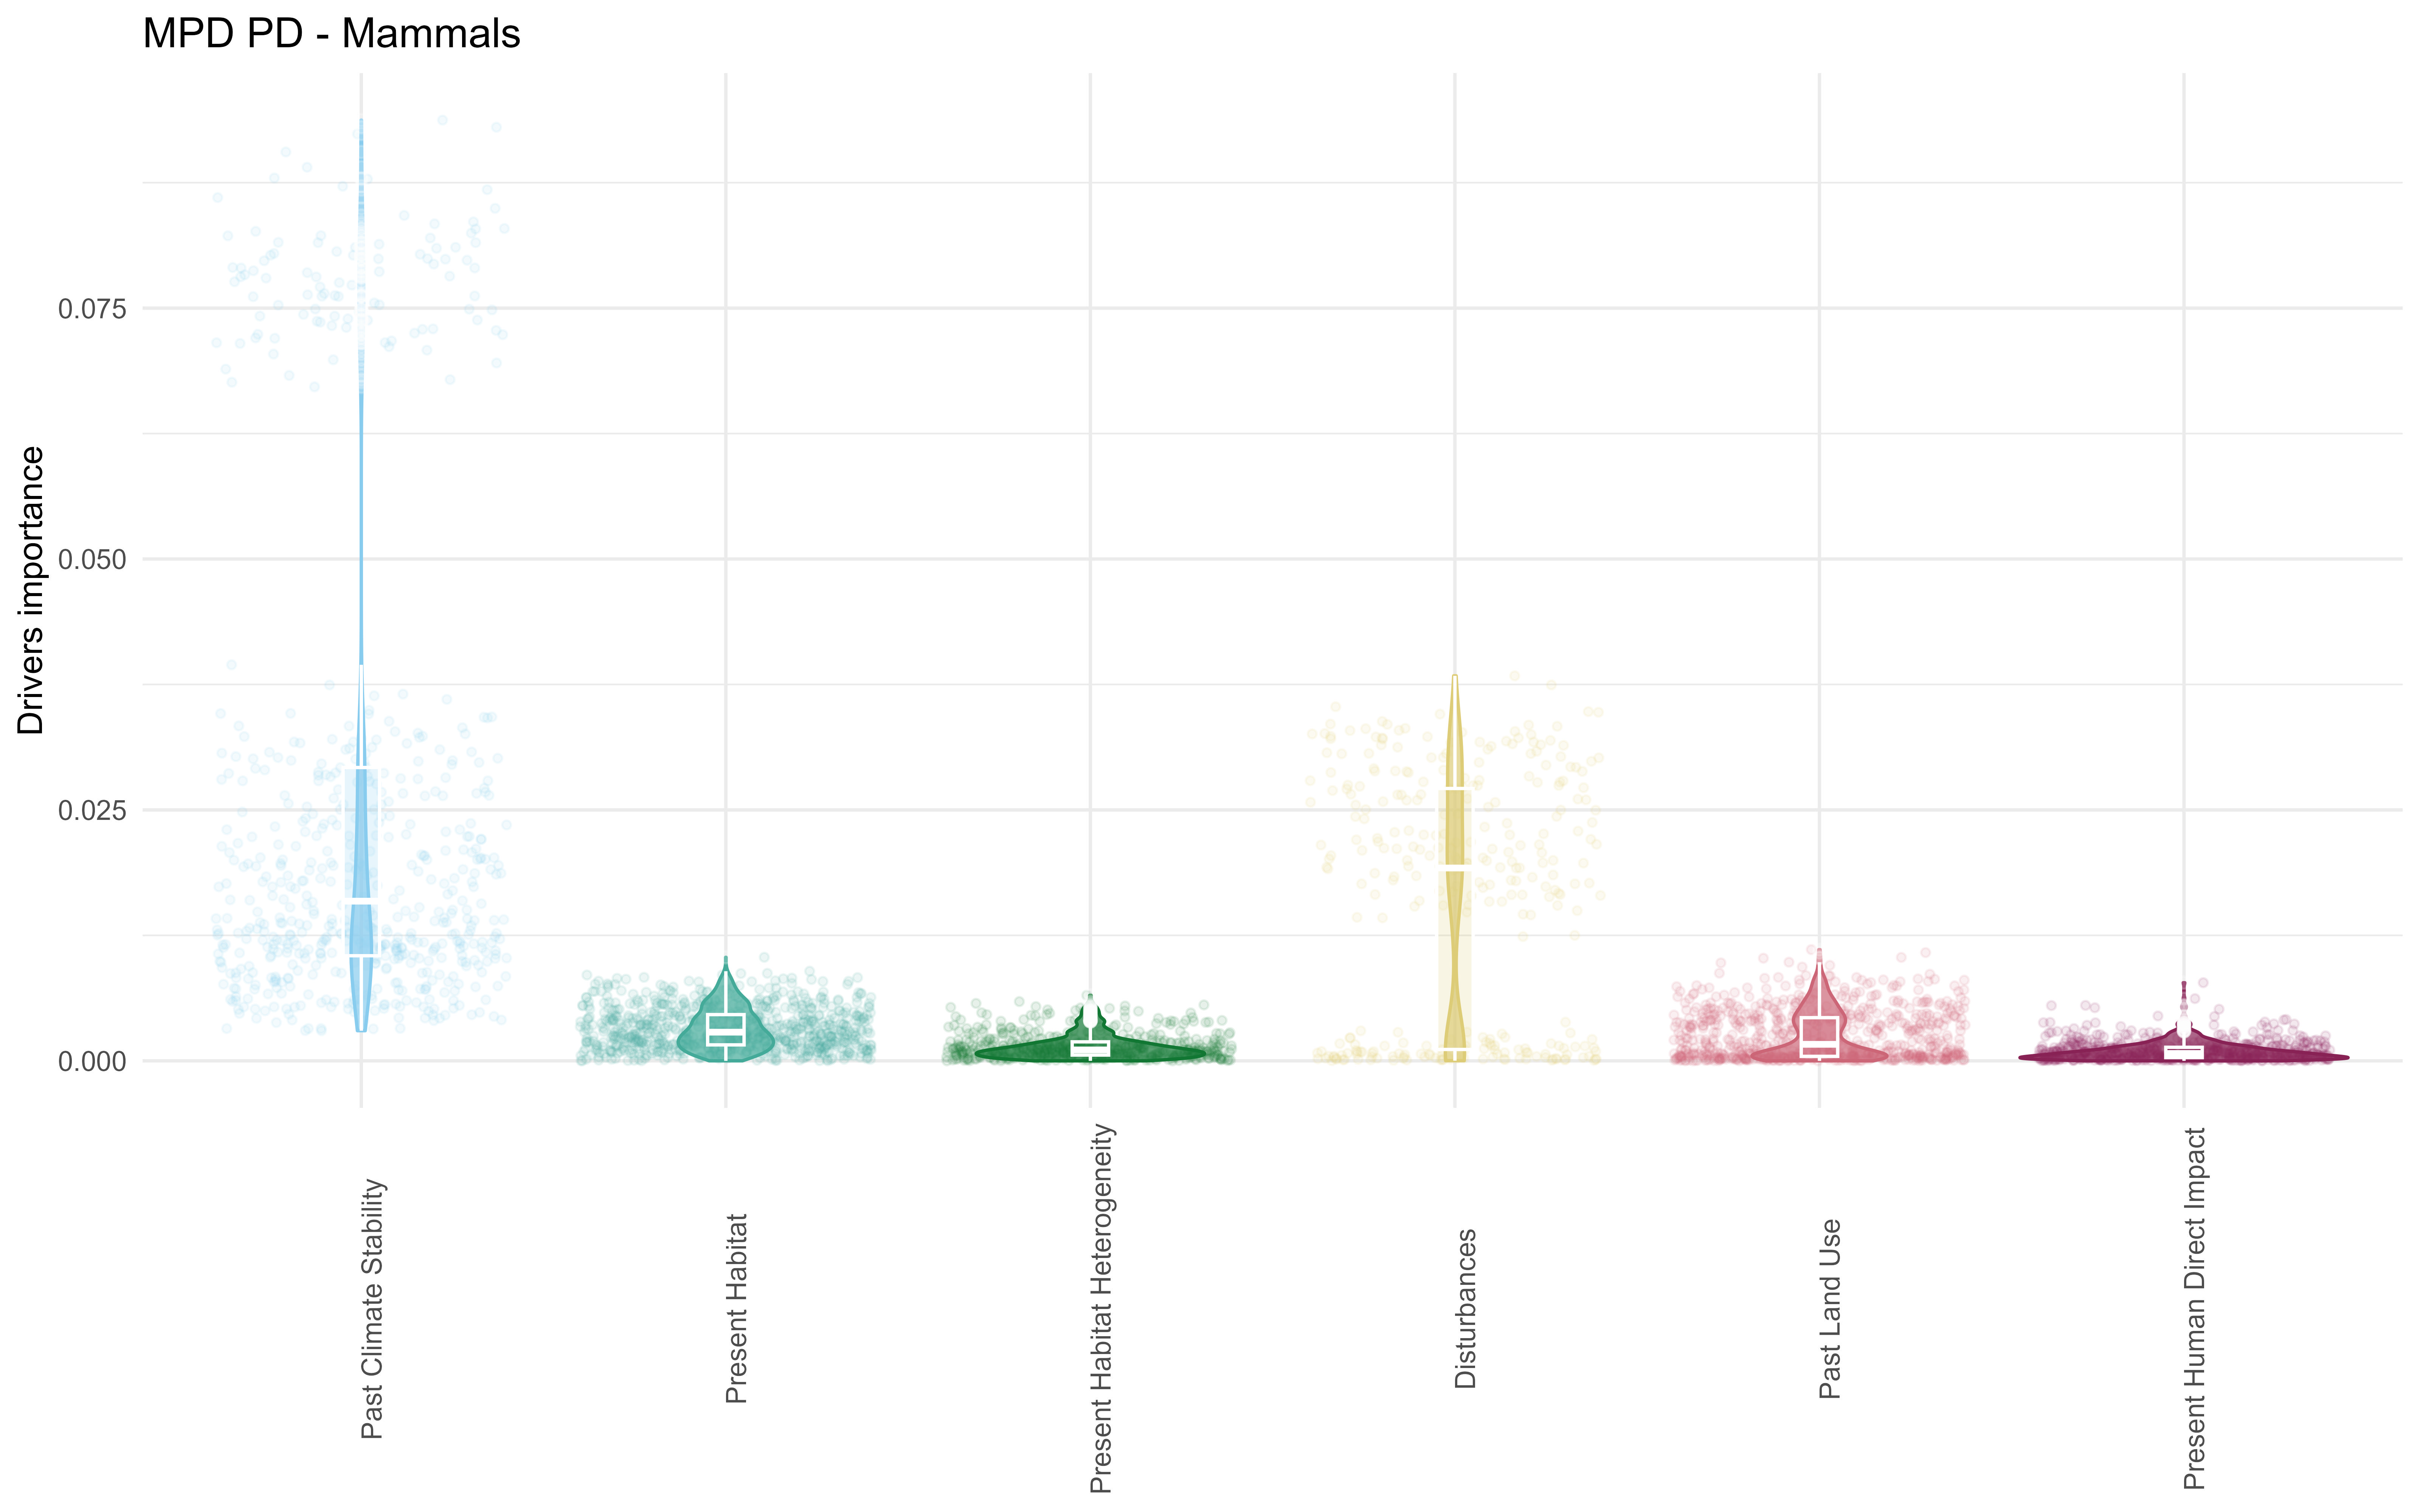 MPD PD - Mammals
Drivers importance
0.075
0.050
0.025
0.000
Past Climate Stability
Present Habitat
Present Habitat Heterogeneity
Disturbances
Past Land Use
Present Human Direct Impact